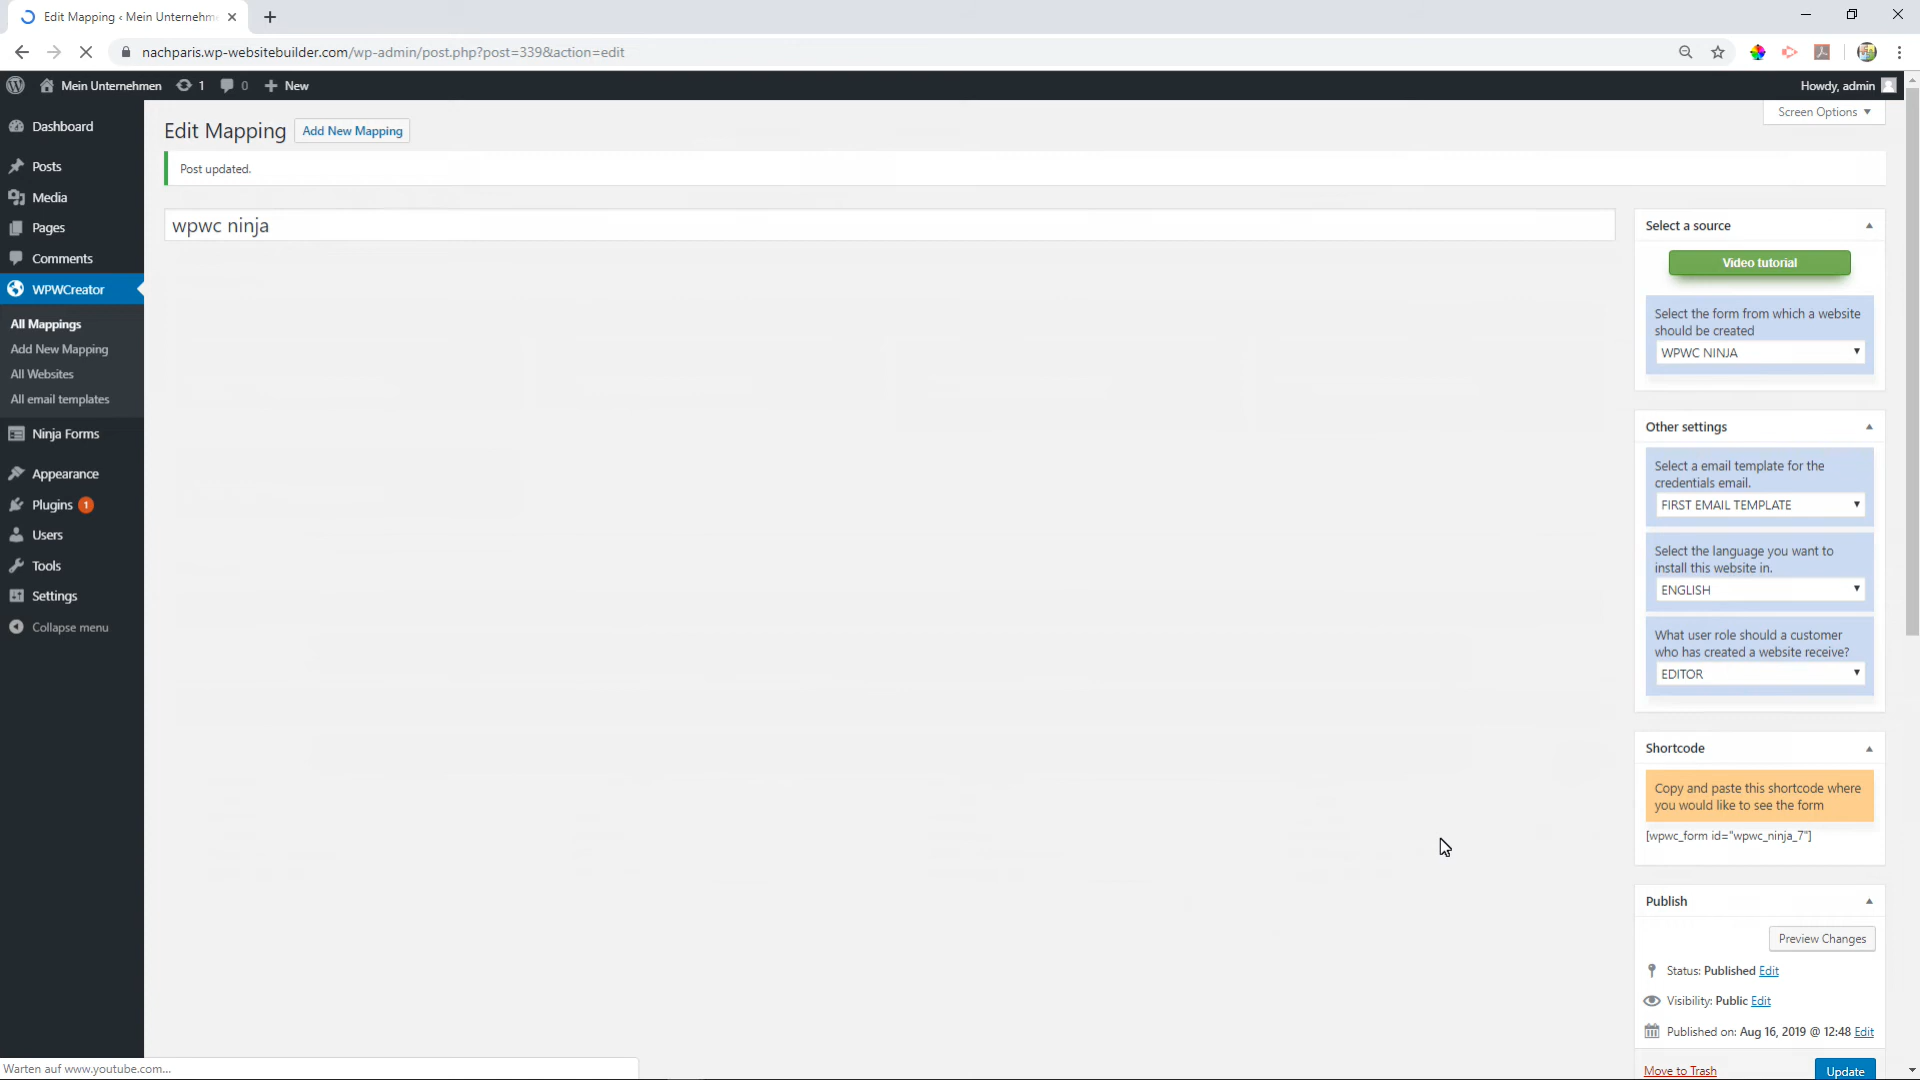 Edit Mapping ‹ Mein Unternehm
nachparis.wp-websitebuilder.com/wp-admin/post.php?post=339&action=edit
Mein Unternehmen
1
0
New
Howdy, admin
Dashboard
Posts
Media
Pages
Comments
WPWCreator
All Mappings
Add New Mapping
All Websites
All email templates
Ninja Forms
Appearance
Plugins 1
Users
Tools
Settings
Collapse menu
Screen Options
Edit Mapping
Add New Mapping
Post updated.
wpwc ninja
Select a source
Video tutorial
Select the form from which a website
should be created
WPWC NINJA
Other settings
Select a email template for the
credentials email.
FIRST EMAIL TEMPLATE
Select the language you want to
install this website in.
ENGLISH
What user role should a customer
who has created a website receive?
EDITOR
Shortcode
Copy and paste this shortcode where
you would like to see the form
[wpwc_form id="wpwc_ninja_7"]
Publish
Preview Changes
Status: Published Edit
Visibility: Public Edit
Published on: Aug 16, 2019 @ 12:48 Edit
Move to Trash
Update
Warten auf www.youtube.com...